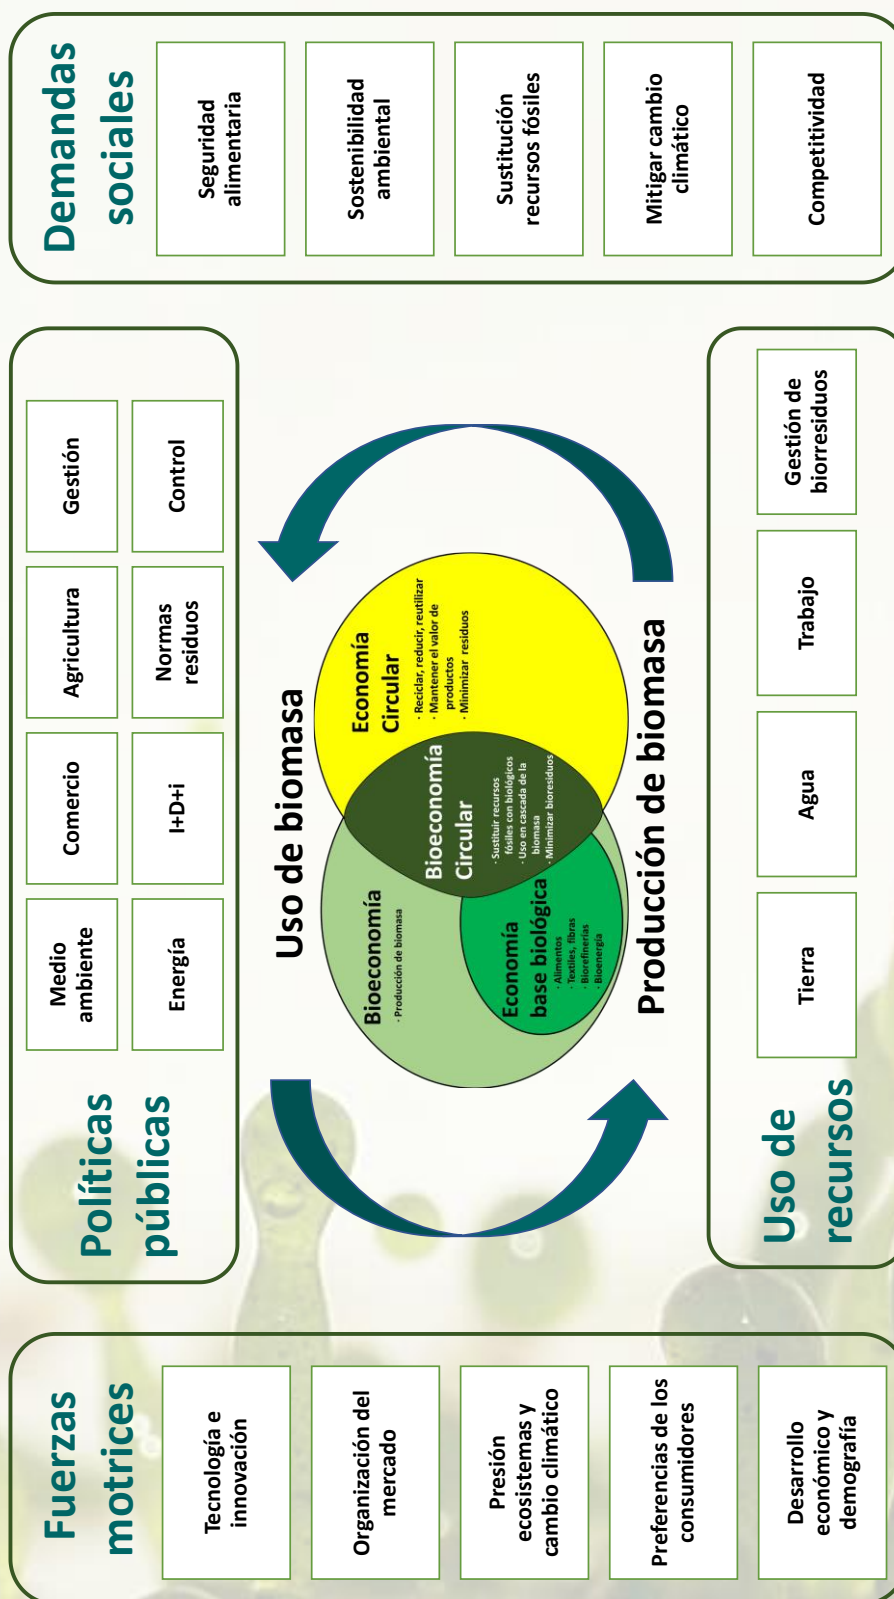 Fuerzas
motrices
Tecnología e
innovación
Organización del
mercado
Presión
ecosistemas y
cambio climático
Preferencias de los
consumidores
Desarrollo
económico y
demografía
Políticas
públicas
Medio
ambiente
Comercio
Agricultura
Gestión
Energía
I+D+i
Normas
residuos
Control
Uso de biomasa
Bioeconomía
· Producción de biomasa
Economía
base biológica
· Alimentos
· Textiles, fibras
· Biorefinerías
· Bioenergía
Bioeconomía
Circular
· Sustituir recursos
fósiles con biológicos
· Uso en cascada de la
biomasa
· Minimizar bioresiduos
Economía
Circular
· Reciclar, reducir, reutilizar
· Mantener el valor de
productos
· Minimizar residuos
Producción de biomasa
Uso de
recursos
Tierra
Agua
Trabajo
Gestión de
biorresiduos
Demandas
sociales
Seguridad
alimentaria
Sostenibilidad
ambiental
Sustitución
recursos fósiles
Mitigar cambio
climático
Competitividad